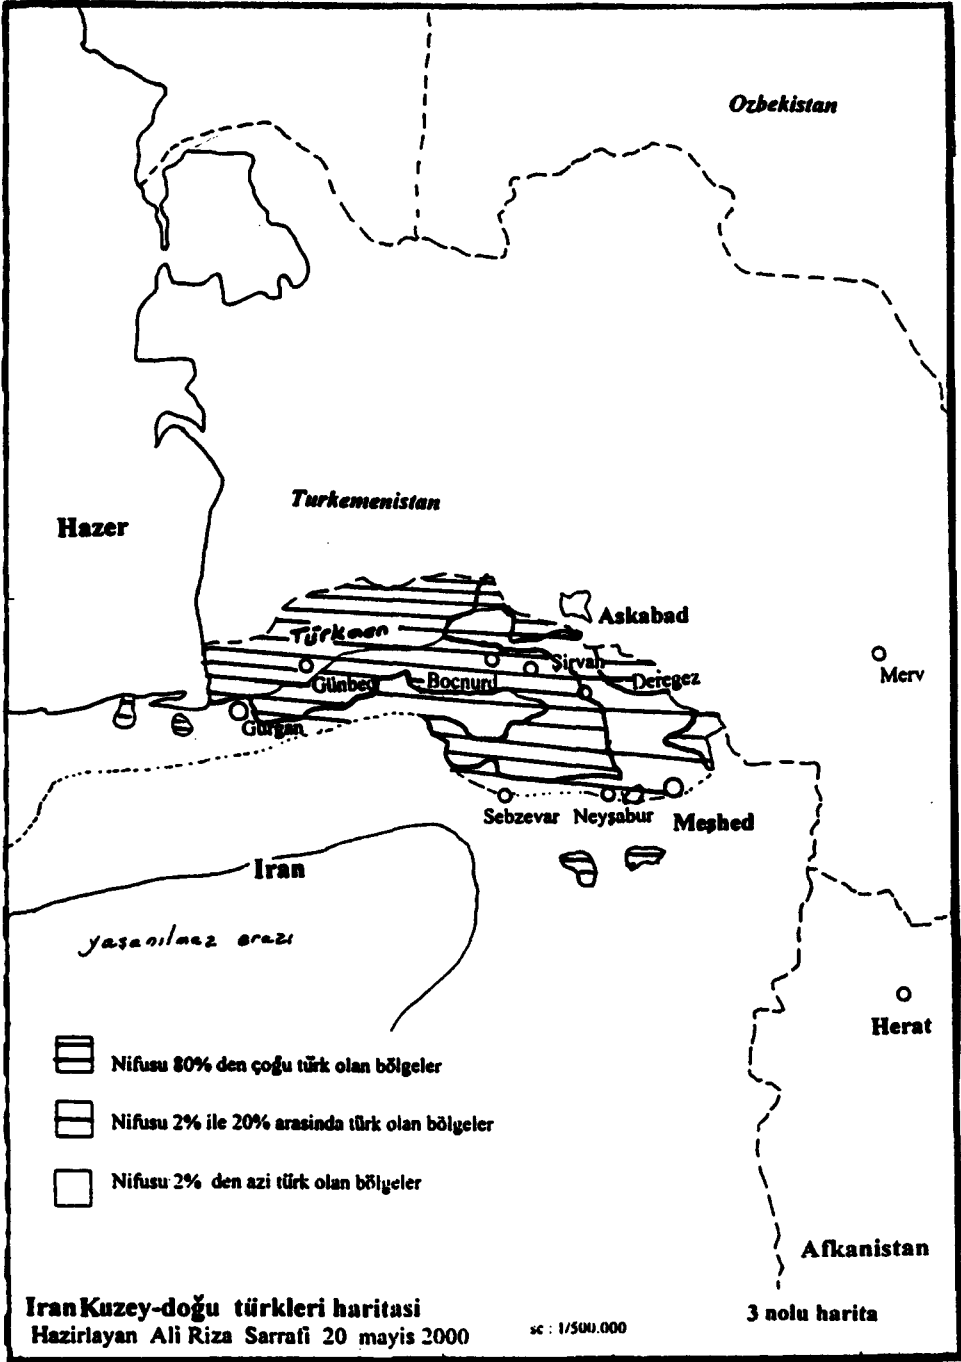 Ozbekistan
Turkemenistan
Hazer
Askabad
Türkmen
Şirvan
Merv
Günbed
Bocnurd
Deregez
Gurgan
Sebzevar
Neyşabur
Meşhed
Iran
yaşanılmaz erazi
Herat
Nifusu 80% den çoğu türk olan bölgeler
Nifusu 2% ile 20% arasinda türk olan bölgeler
Nifusu 2% den azi türk olan bölgeler
Afkanistan
Iran Kuzey-doğu türkleri haritasi
3 nolu harita
Hazirlayan Ali Riza Sarrafi 20 mayis 2000
sc : 1/500.000